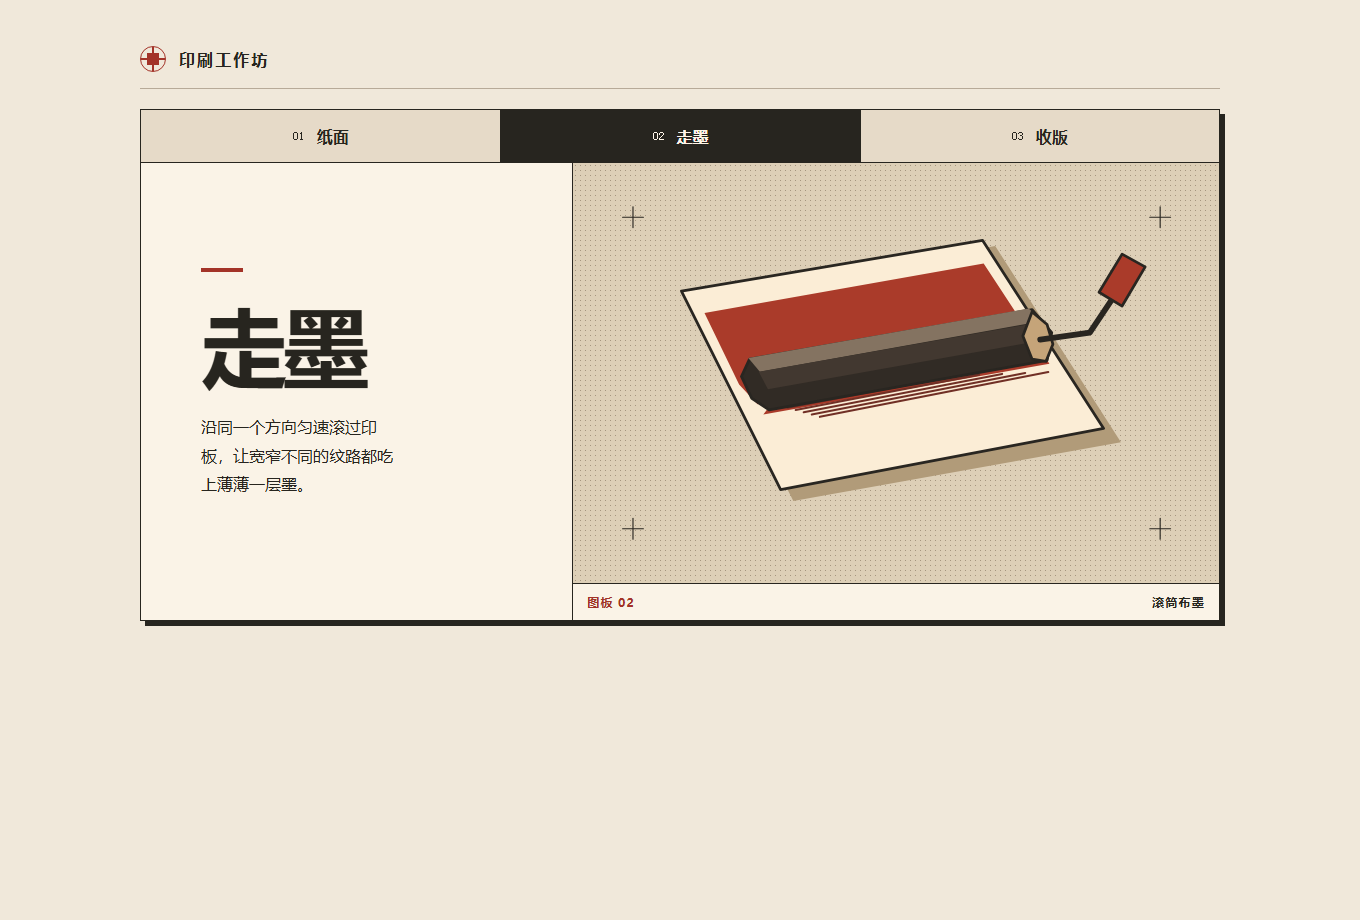 印刷工作坊
01 纸面
02 走墨
03 收版
走墨
沿同一个方向匀速滚过印
板，让宽窄不同的纹路都吃
上薄薄一层墨。
图板 02
滚筒布墨